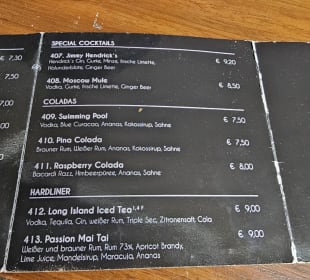 SPECIAL COCKTAILS
407. Jimey Hendrick's € 9,20
Hendrick's Gin, Gurke, Minze, frische Limette,
Holunderblüte, Ginger Beer
408. Moscow Mule € 8,50
Vodka, Gurke, frische Limette, Ginger Beer
COLADAS
409. Swimming Pool € 7,50
Vodka, Blue Curacao, Ananas, Kokossirup, Sahne
410. Pina Colada € 7,50
Brauner Rum, Weißer Rum, Ananas, Kokossirup, Sahne
411. Raspberry Colada € 8,00
Bacardi Razz, Himbeerpüree, Ananas, Sahne
HARDLINER
412. Long Island Iced Tea € 9,00
Vodka, Tequila, Gin, weißer Rum, Triple Sec, Zitronensaft, Cola
413. Passion Mai Tai € 9,00
Weißer und brauner Rum, Rum 73%, Apricot Brandy,
Lime Juice, Mandelsirup, Maracuja, Ananas
€ 7,50
7,50
7,00
8,00